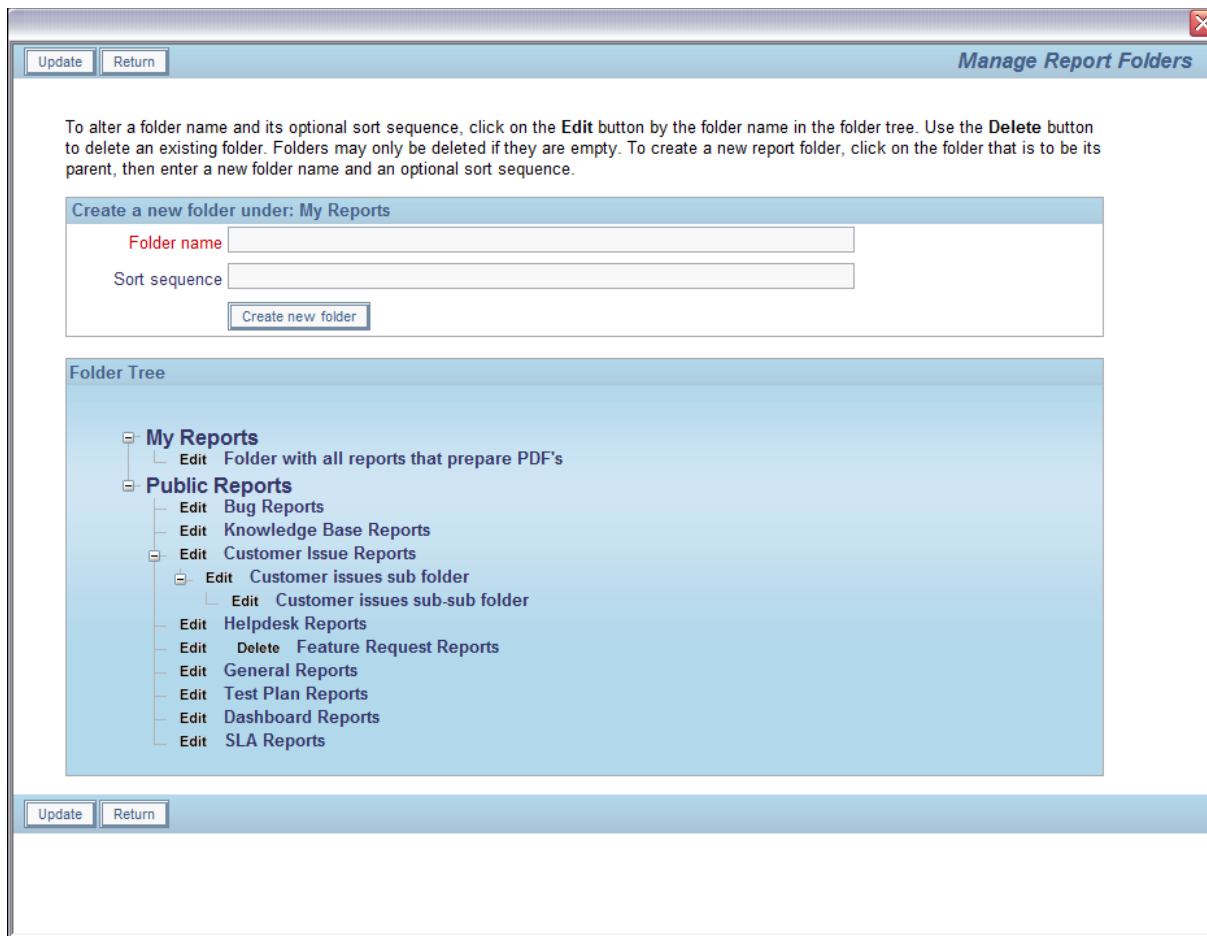 Update Return Manage Report Folders
To alter a folder name and its optional sort sequence, click on the Edit button by the folder name in the folder tree. Use the Delete button
to delete an existing folder. Folders may only be deleted if they are empty. To create a new report folder, click on the folder that is to be its
parent, then enter a new folder name and an optional sort sequence.
Create a new folder under: My Reports
Folder name
Sort sequence
Create new folder
Folder Tree
My Reports
Edit Folder with all reports that prepare PDF's
Public Reports
Edit Bug Reports
Edit Knowledge Base Reports
Edit Customer Issue Reports
Edit Customer issues sub folder
Edit Customer issues sub-sub folder
Edit Helpdesk Reports
Edit Delete Feature Request Reports
Edit General Reports
Edit Test Plan Reports
Edit Dashboard Reports
Edit SLA Reports
Update Return